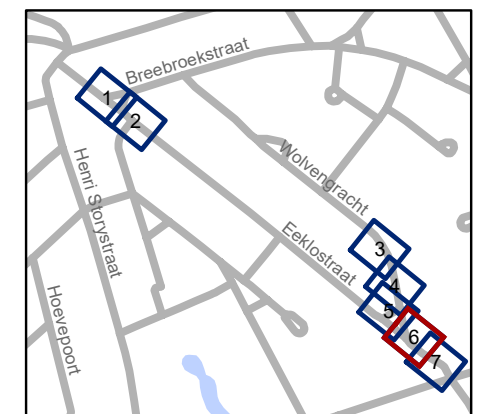 Breebroekstraat
1
2
Wolvengracht
Henri Storystraat
Eeklostraat
3
4
5
6
7
Hoevepoort